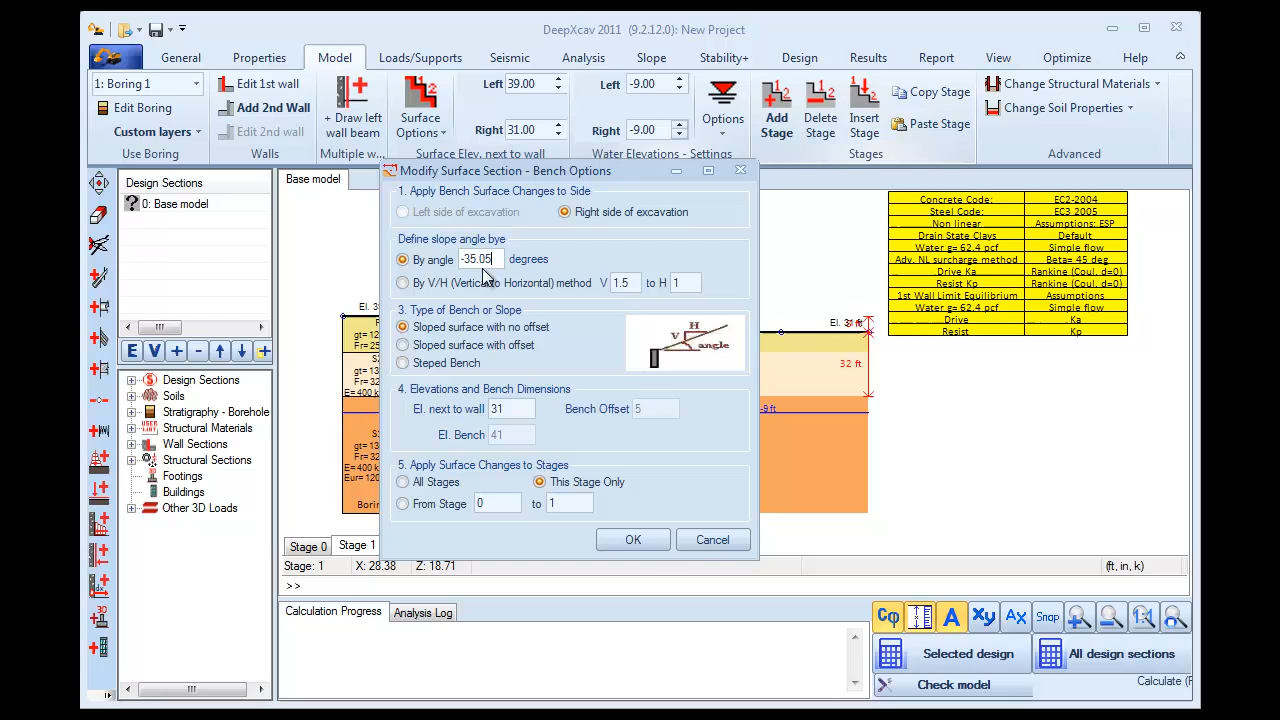 DeepXcav 2011 (9.2.12.0): New Project
General Properties Model Loads/Supports Seismic Analysis Slope Stability+ Design Results Report View Optimize Help
1: Boring 1
Edit Boring
Custom layers
Use Boring
Edit 1st wall
Add 2nd Wall
Edit 2nd wall
Walls
+ Draw left
wall beam
Multiple w...
Surface
Options
Left 39.00
Right 31.00
Surface Elev. next to wall
Left -9.00
Right -9.00
Options
Water Elevations - Settings
Add
Stage
Delete
Stage
Insert
Stage
Copy Stage
Paste Stage
Stages
Change Structural Materials
Change Soil Properties
Advanced
Design Sections
0: Base model
E V + - +
Design Sections
Soils
Stratigraphy - Borehole
Structural Materials
Wall Sections
Structural Sections
Footings
Buildings
Other 3D Loads
Base model
Modify Surface Section - Bench Options
1. Apply Bench Surface Changes to Side
Left side of excavation Right side of excavation
Define slope angle bye
By angle -35.05 degrees
By V/H (Vertical to Horizontal) method V 1.5 to H 1
3. Type of Bench or Slope
Sloped surface with no offset
Sloped surface with offset
Steped Bench
V H angle
4. Elevations and Bench Dimensions
El. next to wall 31 Bench Offset 5
El. Bench 41
5. Apply Surface Changes to Stages
All Stages This Stage Only
From Stage 0 to 1
OK Cancel
32 ft
-9 ft
Concrete Code: EC2-2004
Steel Code: EC3 2005
Non linear Assumptions: ESP
Drain State Clays Default
Water g= 62.4 pcf Simple flow
Adv. NL surcharge method Beta= 45 deg
Drive Ka Rankine (Coul. d=0)
Resist Kp Rankine (Coul. d=0)
1st Wall Limit Equilibrium Assumptions
Water g= 62.4 pcf Simple flow
Drive Ka
Resist Kp
Stage 0 Stage 1
Stage: 1 X: 28.38 Z: 18.71 (ft, in, k)
>>
Calculation Progress Analysis Log
Cφ A Xy Ax Snap 1:1
Selected design
All design sections
Check model
Calculate (F